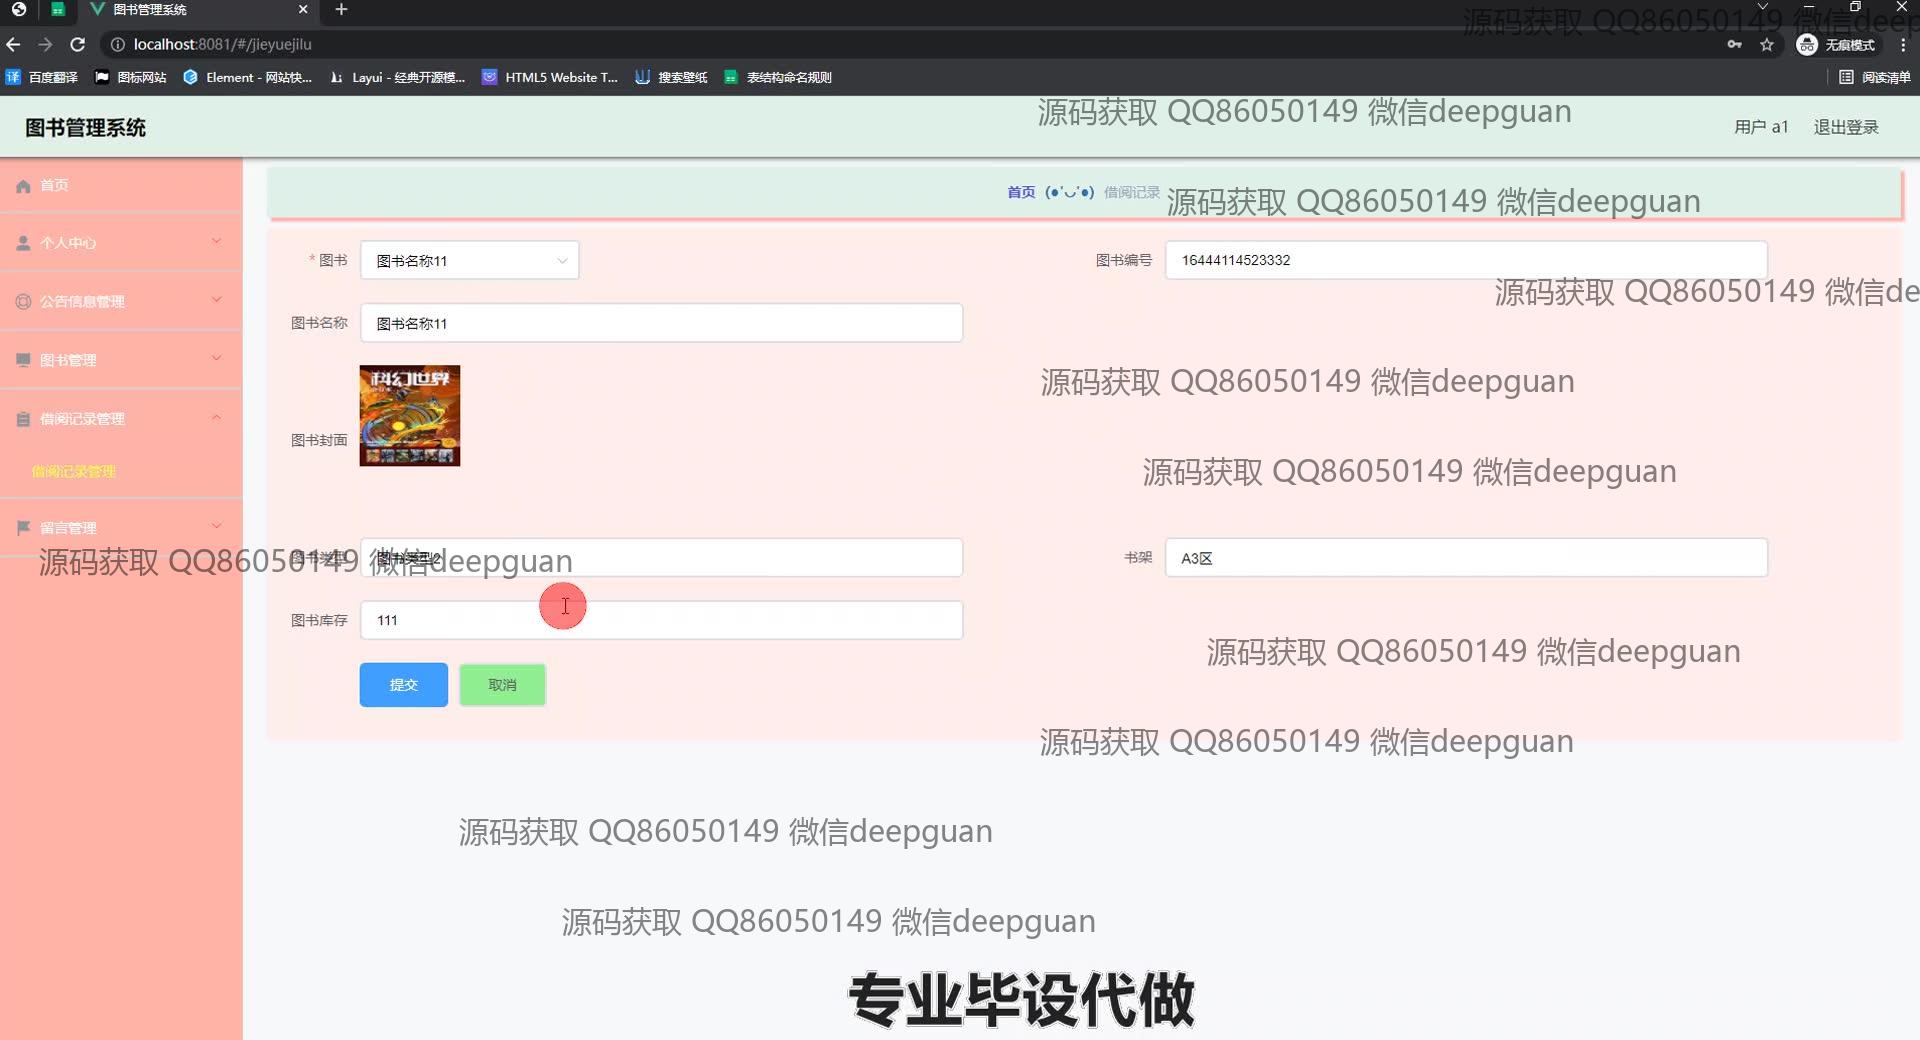 图书管理系统
源码获取 QQ86050149 微信deep
localhost:8081/#/jieyuejilu
无痕模式
百度翻译 图标网站 Element - 网站快... Layui - 经典开源模... HTML5 Website T... 搜索壁纸 表结构命名规则 阅读清单
源码获取 QQ86050149 微信deepguan
图书管理系统 用户 a1 退出登录
首页
首页 (●'◡'●) 借阅记录
源码获取 QQ86050149 微信deepguan
个人中心
* 图书 图书名称11 图书编号 16444114523332
公告信息管理
源码获取 QQ86050149 微信de
图书名称 图书名称11
图书管理
科幻世界
源码获取 QQ86050149 微信deepguan
借阅记录管理
图书封面
借阅记录管理
源码获取 QQ86050149 微信deepguan
留言管理
图书类型 图书类型2 书架 A3区
源码获取 QQ86050149 微信deepguan
图书库存 111
源码获取 QQ86050149 微信deepguan
提交 取消
源码获取 QQ86050149 微信deepguan
源码获取 QQ86050149 微信deepguan
源码获取 QQ86050149 微信deepguan
专业毕设代做